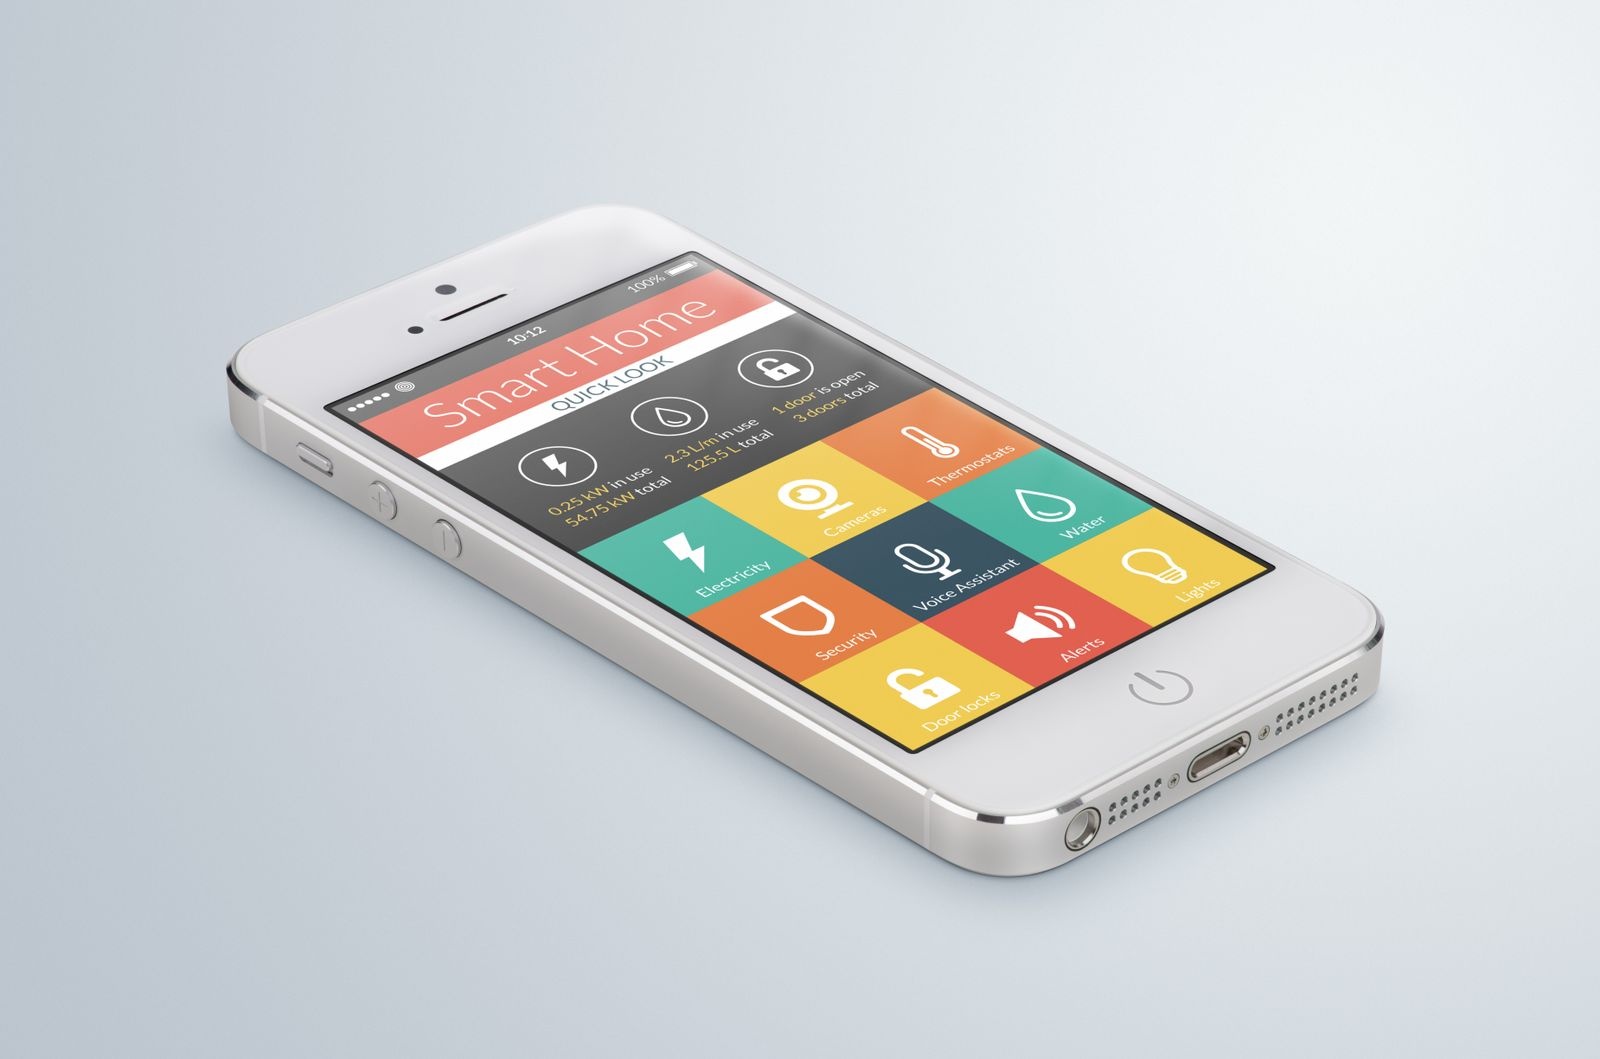 10:12
100%
Smart Home
QUICK LOOK
0.25 kW in use
54.75 kW total
2.3 L/m in use
125.5 L total
1 door is open
3 doors total
Electricity
Cameras
Thermostats
Security
Voice Assistant
Water
Door locks
Alerts
Lights